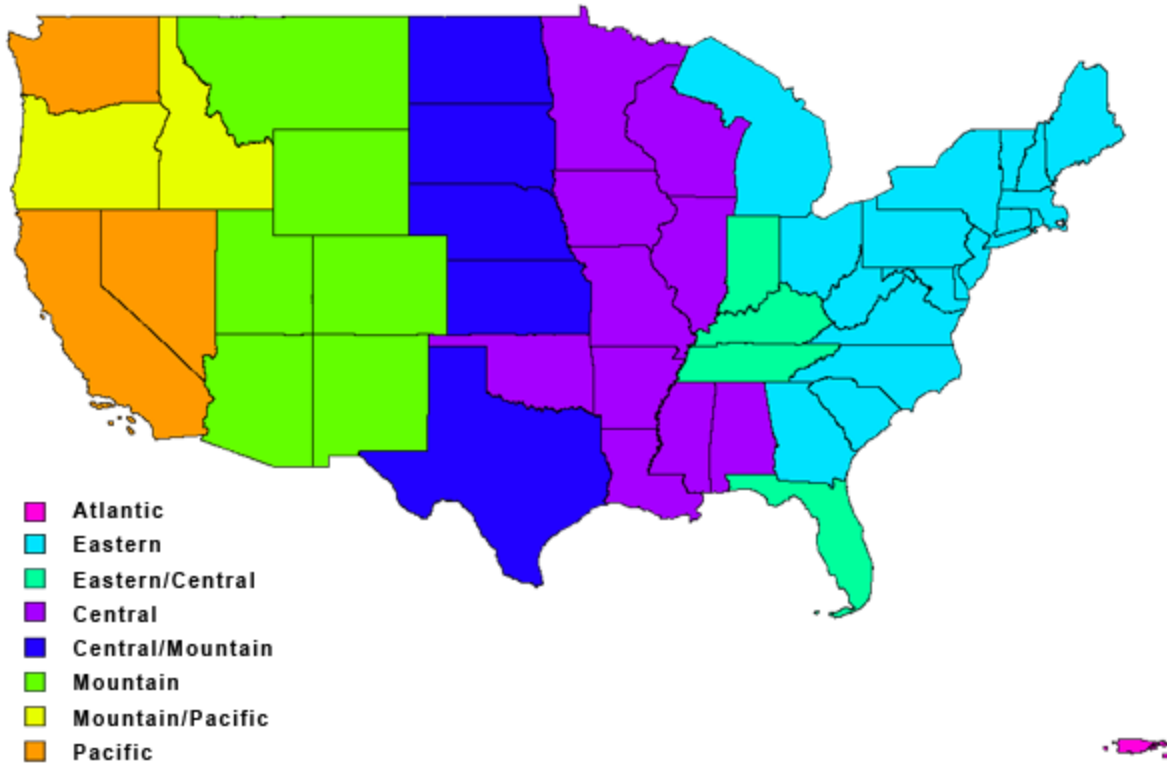 Atlantic
Eastern
Eastern/Central
Central
Central/Mountain
Mountain
Mountain/Pacific
Pacific